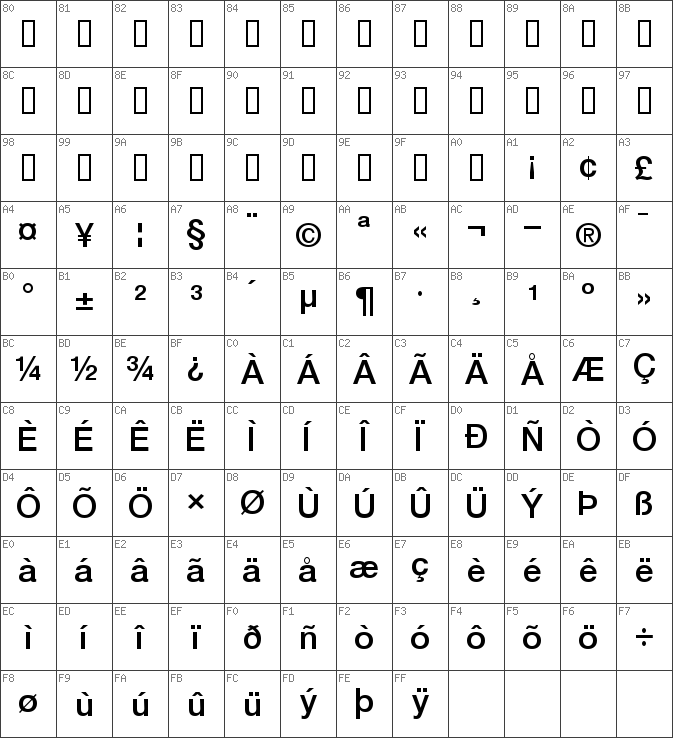 80 81 82 83 84 85 86 87 88 89 8A 8B
8C 8D 8E 8F 90 91 92 93 94 95 96 97
98 99 9A 9B 9C 9D 9E 9F A0 A1 A2 A3
¡ ¢ £
A4 A5 A6 A7 A8 A9 AA AB AC AD AE AF
¤ ¥ ¦ § ¨ © ª « ¬ – ® ¯
B0 B1 B2 B3 B4 B5 B6 B7 B8 B9 BA BB
° ± ² ³ ´ µ ¶ · ¸ ¹ º »
BC BD BE BF C0 C1 C2 C3 C4 C5 C6 C7
¼ ½ ¾ ¿ À Á Â Ã Ä Å Æ Ç
C8 C9 CA CB CC CD CE CF D0 D1 D2 D3
È É Ê Ë Ì Í Î Ï Ð Ñ Ò Ó
D4 D5 D6 D7 D8 D9 DA DB DC DD DE DF
Ô Õ Ö × Ø Ù Ú Û Ü Ý Þ ß
E0 E1 E2 E3 E4 E5 E6 E7 E8 E9 EA EB
à á â ã ä å æ ç è é ê ë
EC ED EE EF F0 F1 F2 F3 F4 F5 F6 F7
ì í î ï ð ñ ò ó ô õ ö ÷
F8 F9 FA FB FC FD FE FF
ø ù ú û ü ý þ ÿ